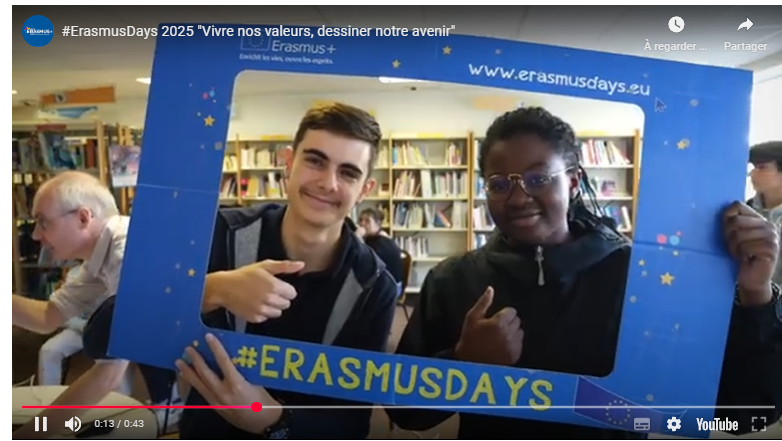 #ErasmusDays 2025 "Vivre nos valeurs, dessiner notre avenir"
À regarder ...
Partager
Erasmus+
Enrichit les vies, ouvre les esprits.
www.erasmusdays.eu
#ERASMUSDAYS
0:13 / 0:43
YouTube